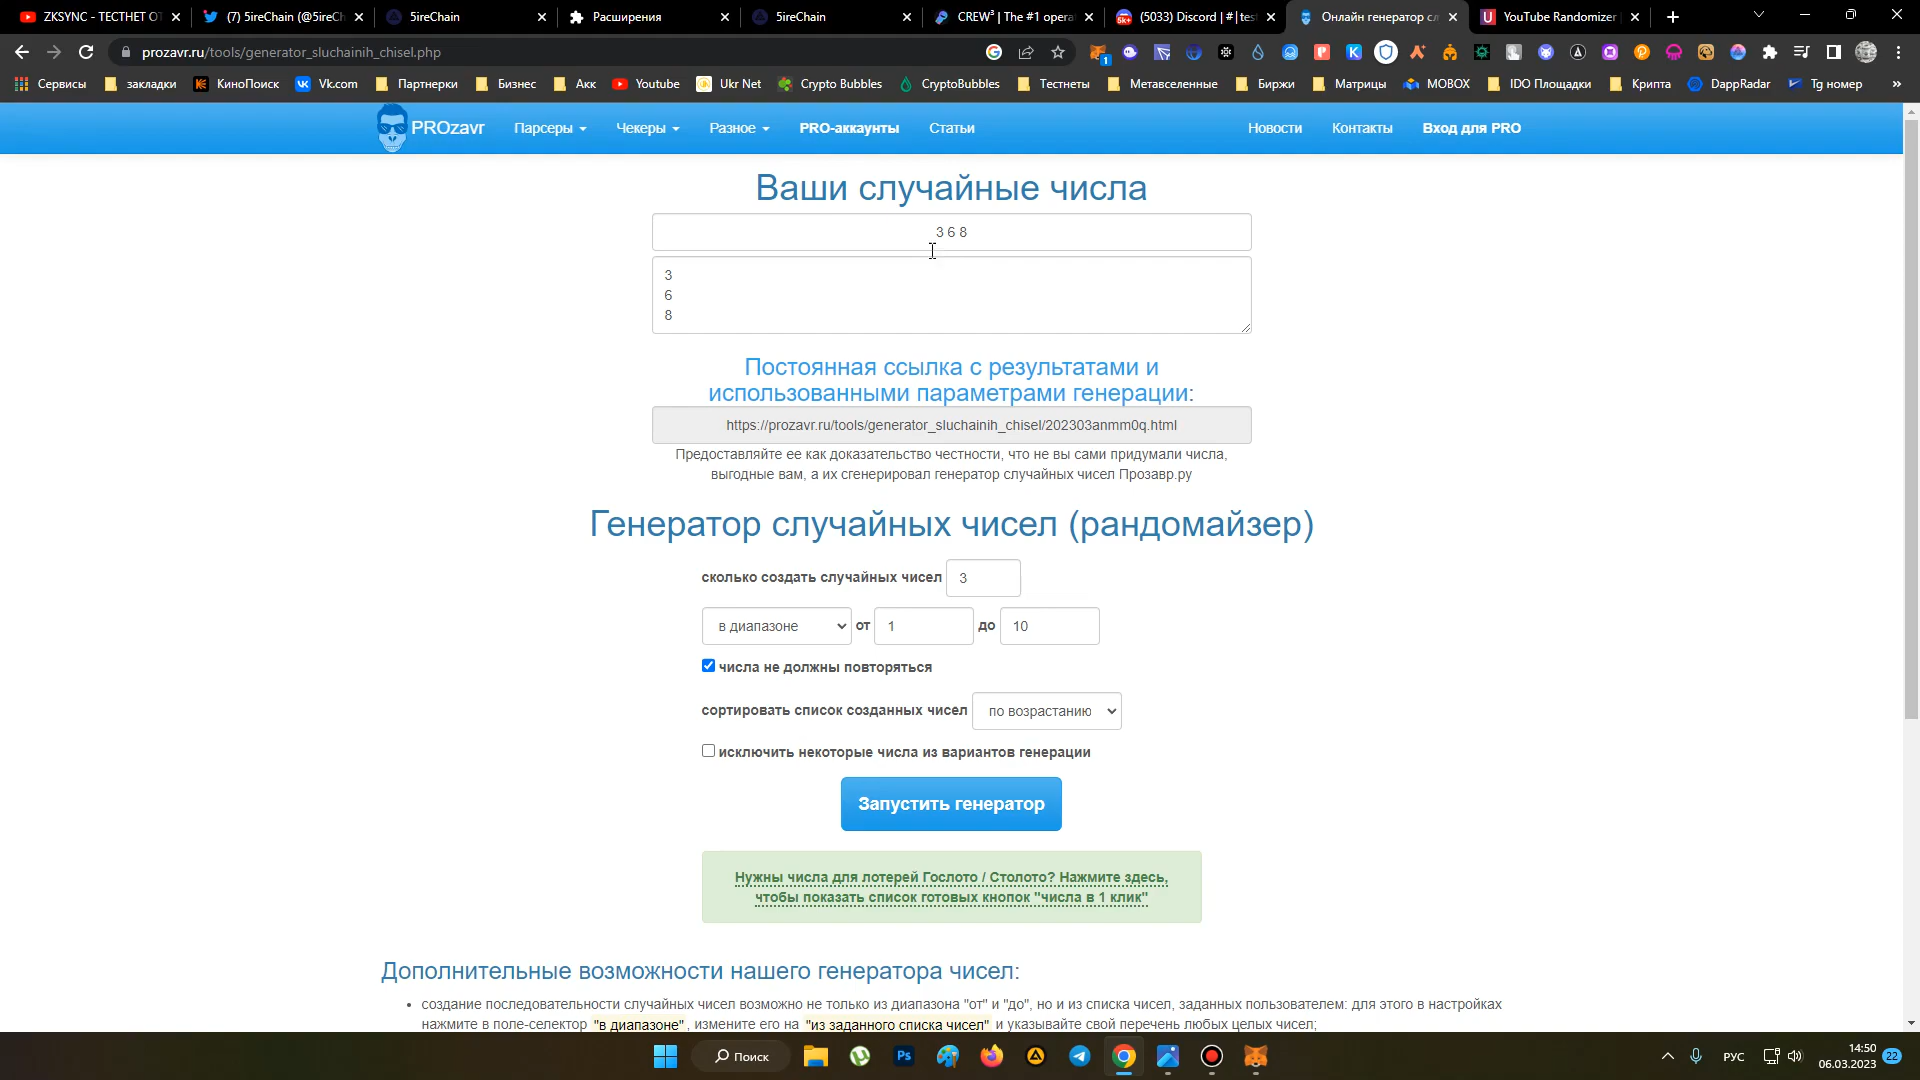 ZKSYNC - ТЕСТНЕТ ОТ
(7) 5ireChain (@5ireCh
5ireChain
Расширения
5ireChain
CREW³ | The #1 opera
(5033) Discord | #│tes
Онлайн генератор сл
YouTube Randomizer
prozavr.ru/tools/generator_sluchainih_chisel.php
1
Сервисы
закладки
КиноПоиск
Vk.com
Партнерки
Бизнес
Акк
Youtube
Ukr Net
Crypto Bubbles
CryptoBubbles
Тестнеты
Метавселенные
Биржи
Матрицы
MOBOX
IDO Площадки
Крипта
DappRadar
Tg номер
»
PROzavr
Парсеры
Чекеры
Разное
PRO-аккаунты
Статьи
Новости
Контакты
Вход для PRO
Ваши случайные числа
3 6 8
3
6
8
Постоянная ссылка с результатами и
использованными параметрами генерации:
https://prozavr.ru/tools/generator_sluchainih_chisel/202303anmm0q.html
Предоставляйте ее как доказательство честности, что не вы сами придумали числа,
выгодные вам, а их сгенерировал генератор случайных чисел Прозавр.ру
Генератор случайных чисел (рандомайзер)
сколько создать случайных чисел 3
в диапазоне от 1 до 10
числа не должны повторяться
сортировать список созданных чисел по возрастанию
исключить некоторые числа из вариантов генерации
Запустить генератор
Нужны числа для лотерей Гослото / Столото? Нажмите здесь,
чтобы показать список готовых кнопок "числа в 1 клик"
Дополнительные возможности нашего генератора чисел:
• создание последовательности случайных чисел возможно не только из диапазона "от" и "до", но и из списка чисел, заданных пользователем: для этого в настройках
нажмите в поле-селектор "в диапазоне", измените его на "из заданного списка чисел" и указывайте свой перечень любых целых чисел;
Поиск
Ps
РУС
14:50
06.03.2023
22